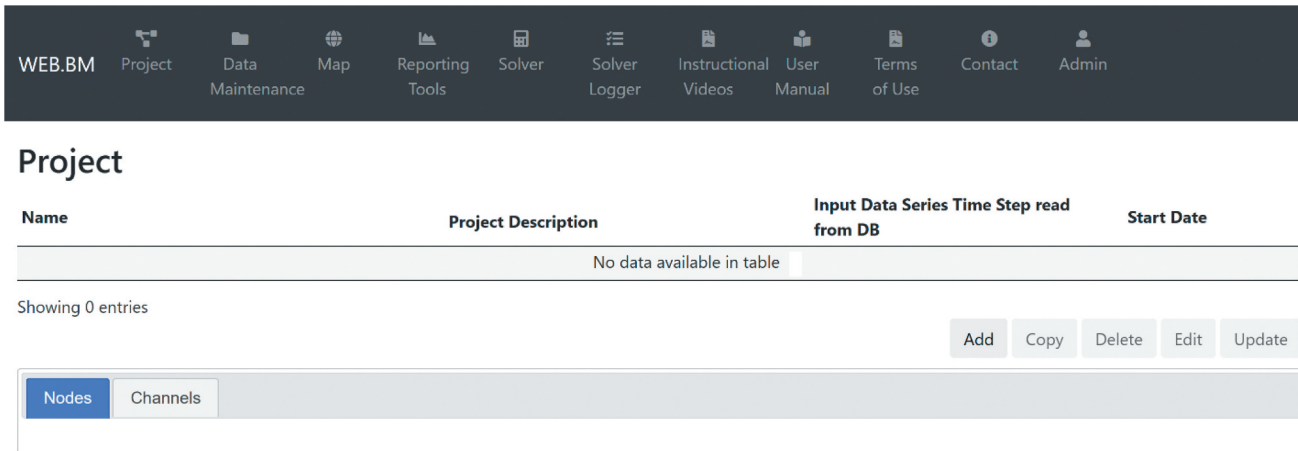 WEB.BM
Project
Data
Maintenance
Map
Reporting
Tools
Solver
Solver
Logger
Instructional
Videos
User
Manual
Terms
of Use
Contact
Admin
Project
Name
Project Description
Input Data Series Time Step read
from DB
Start Date
No data available in table
Showing 0 entries
Add Copy Delete Edit Update
Nodes Channels